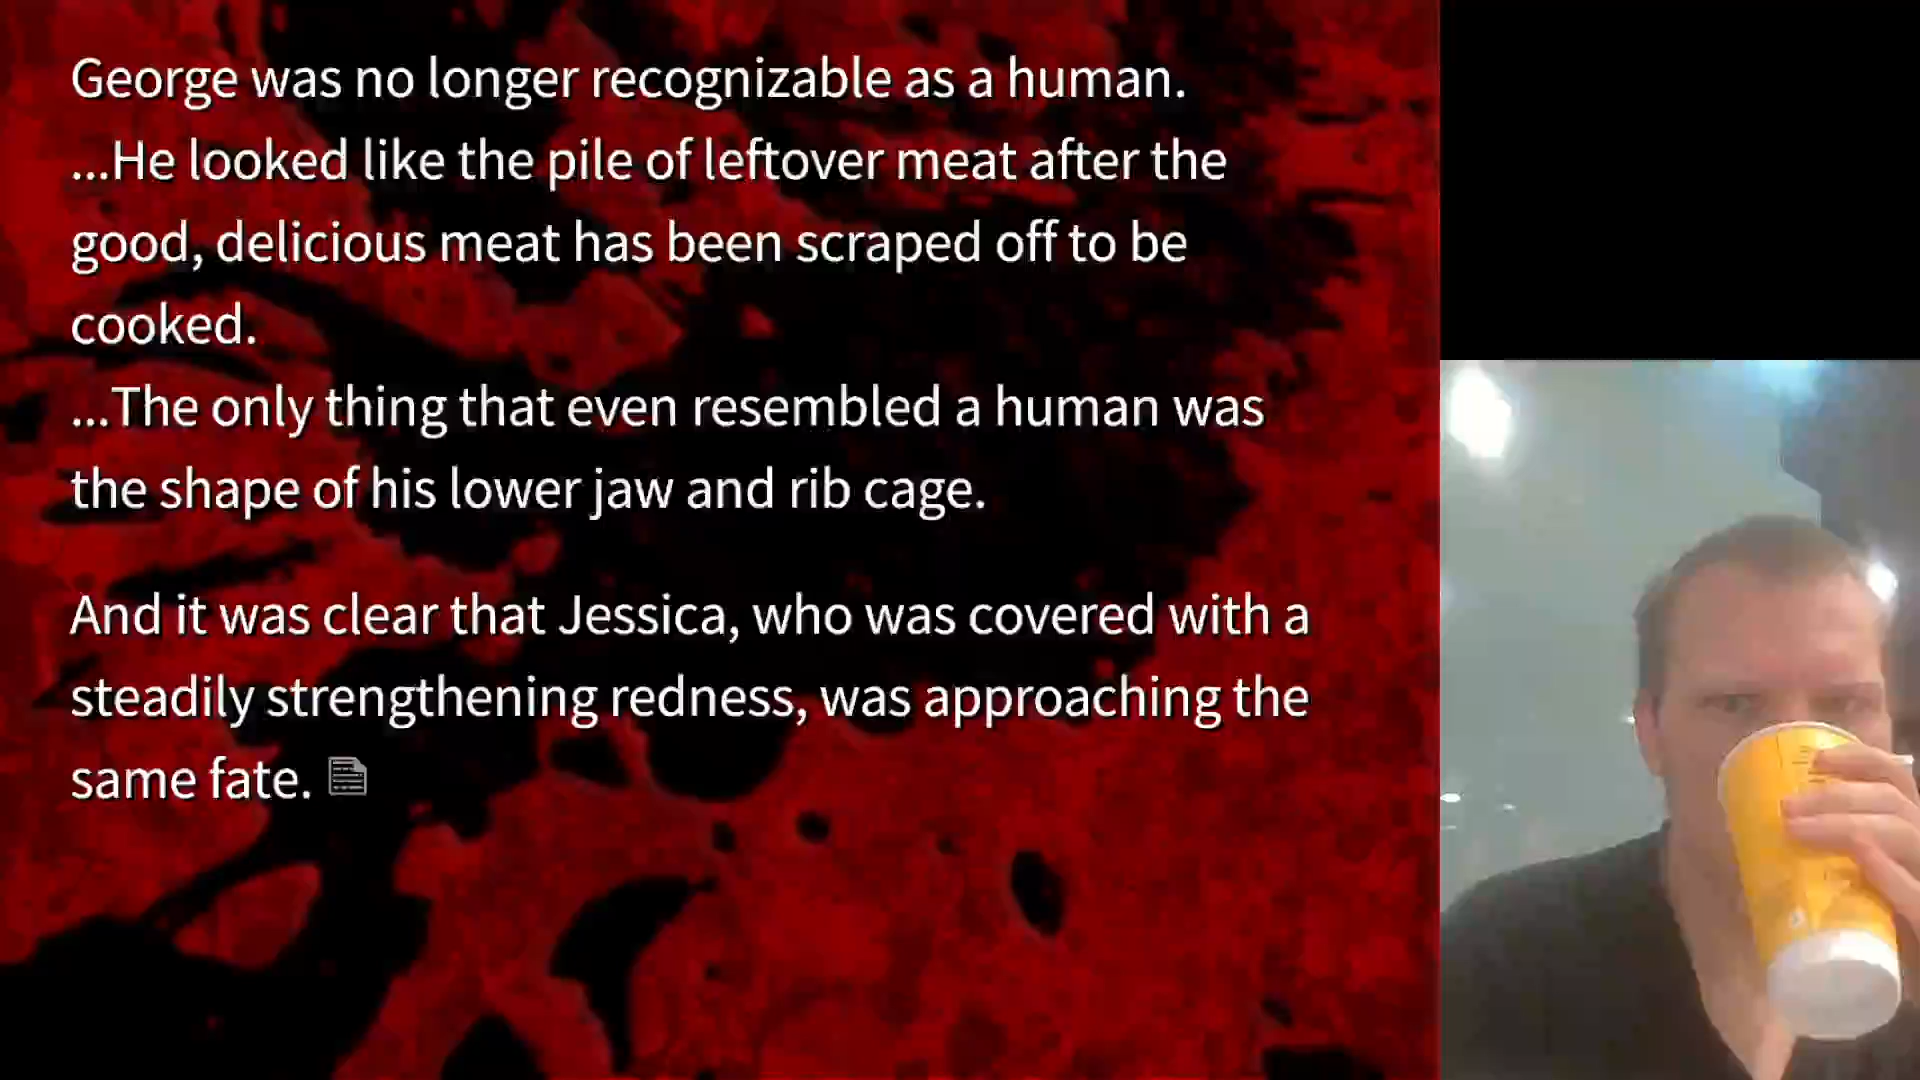 George was no longer recognizable as a human.
...He looked like the pile of leftover meat after the
good, delicious meat has been scraped off to be
cooked.
...The only thing that even resembled a human was
the shape of his lower jaw and rib cage.
And it was clear that Jessica, who was covered with a
steadily strengthening redness, was approaching the
same fate.